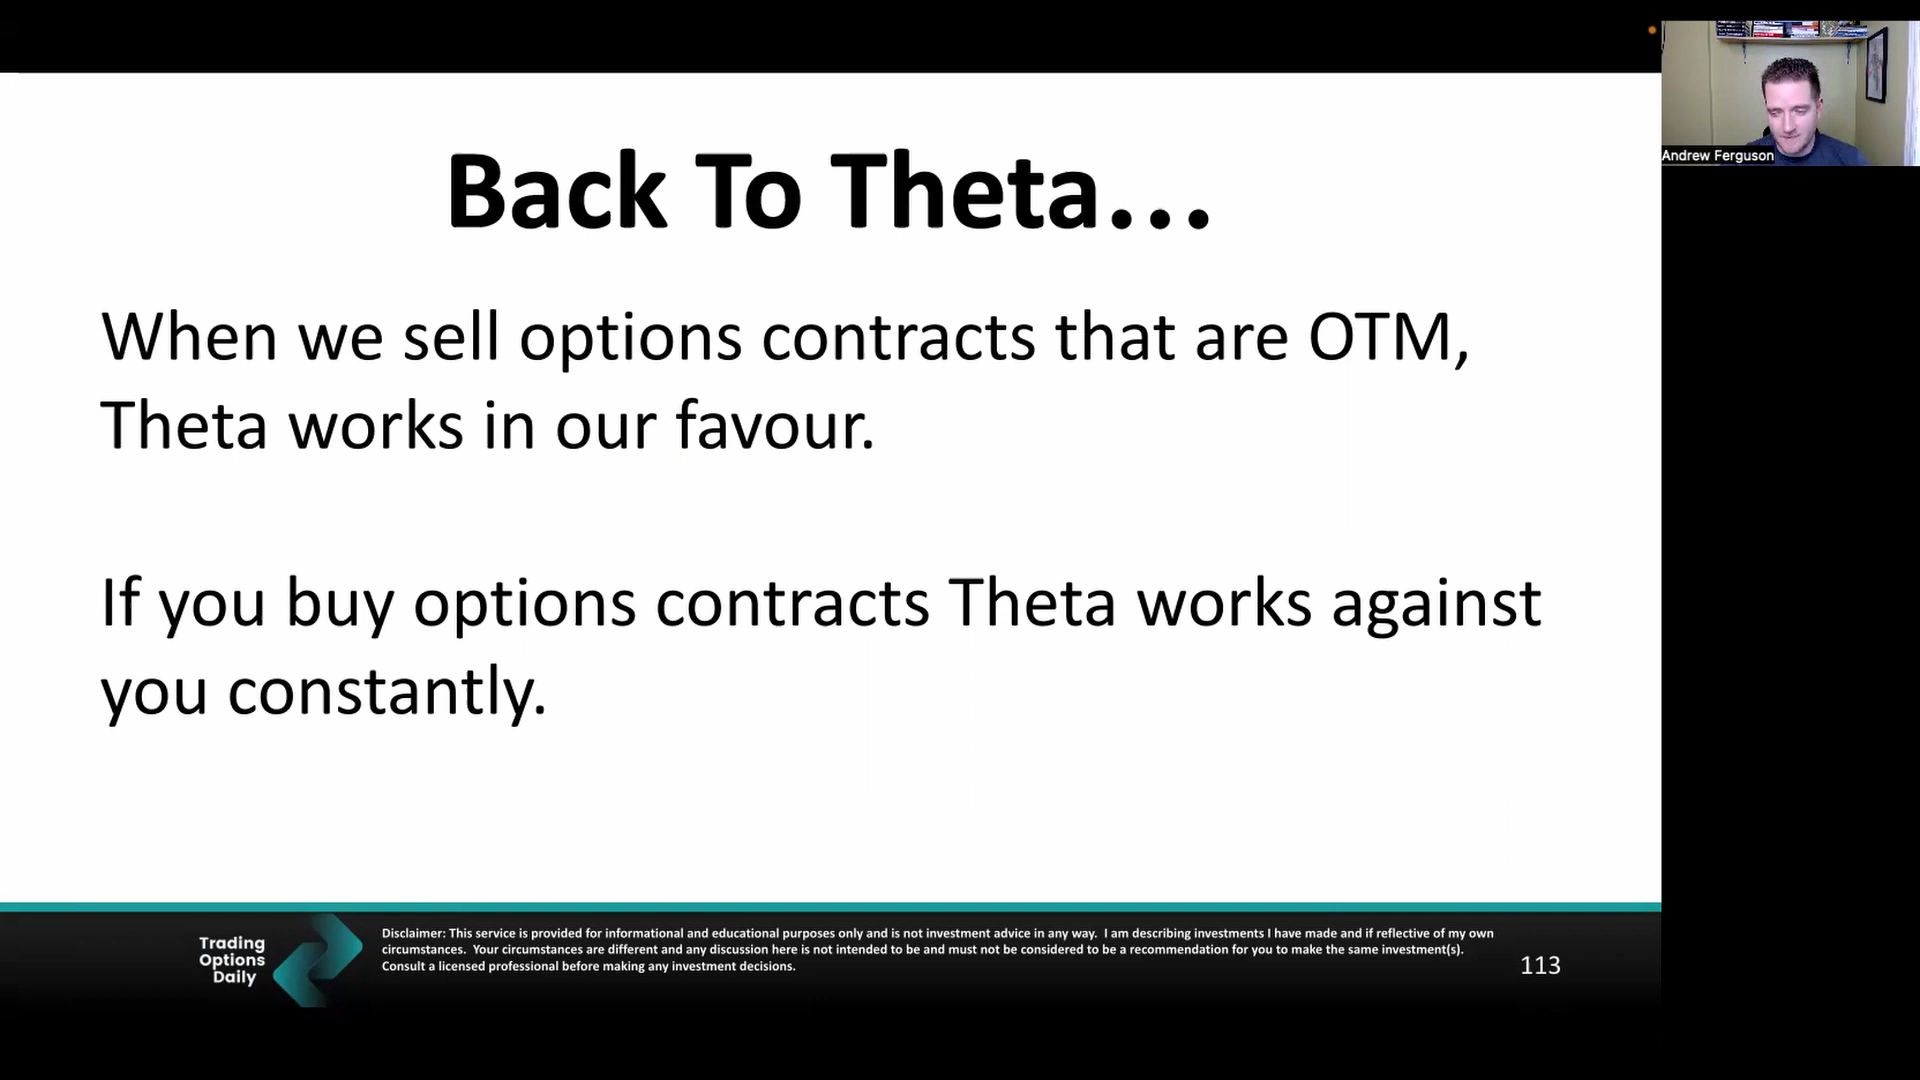 Andrew Ferguson
Back To Theta...
When we sell options contracts that are OTM,
Theta works in our favour.
If you buy options contracts Theta works against
you constantly.
Trading
Options
Daily
Disclaimer: This service is provided for informational and educational purposes only and is not investment advice in any way.  I am describing investments I have made and if reflective of my own
circumstances.  Your circumstances are different and any discussion here is not intended to be and must not be considered to be a recommendation for you to make the same investment(s).
Consult a licensed professional before making any investment decisions.
113